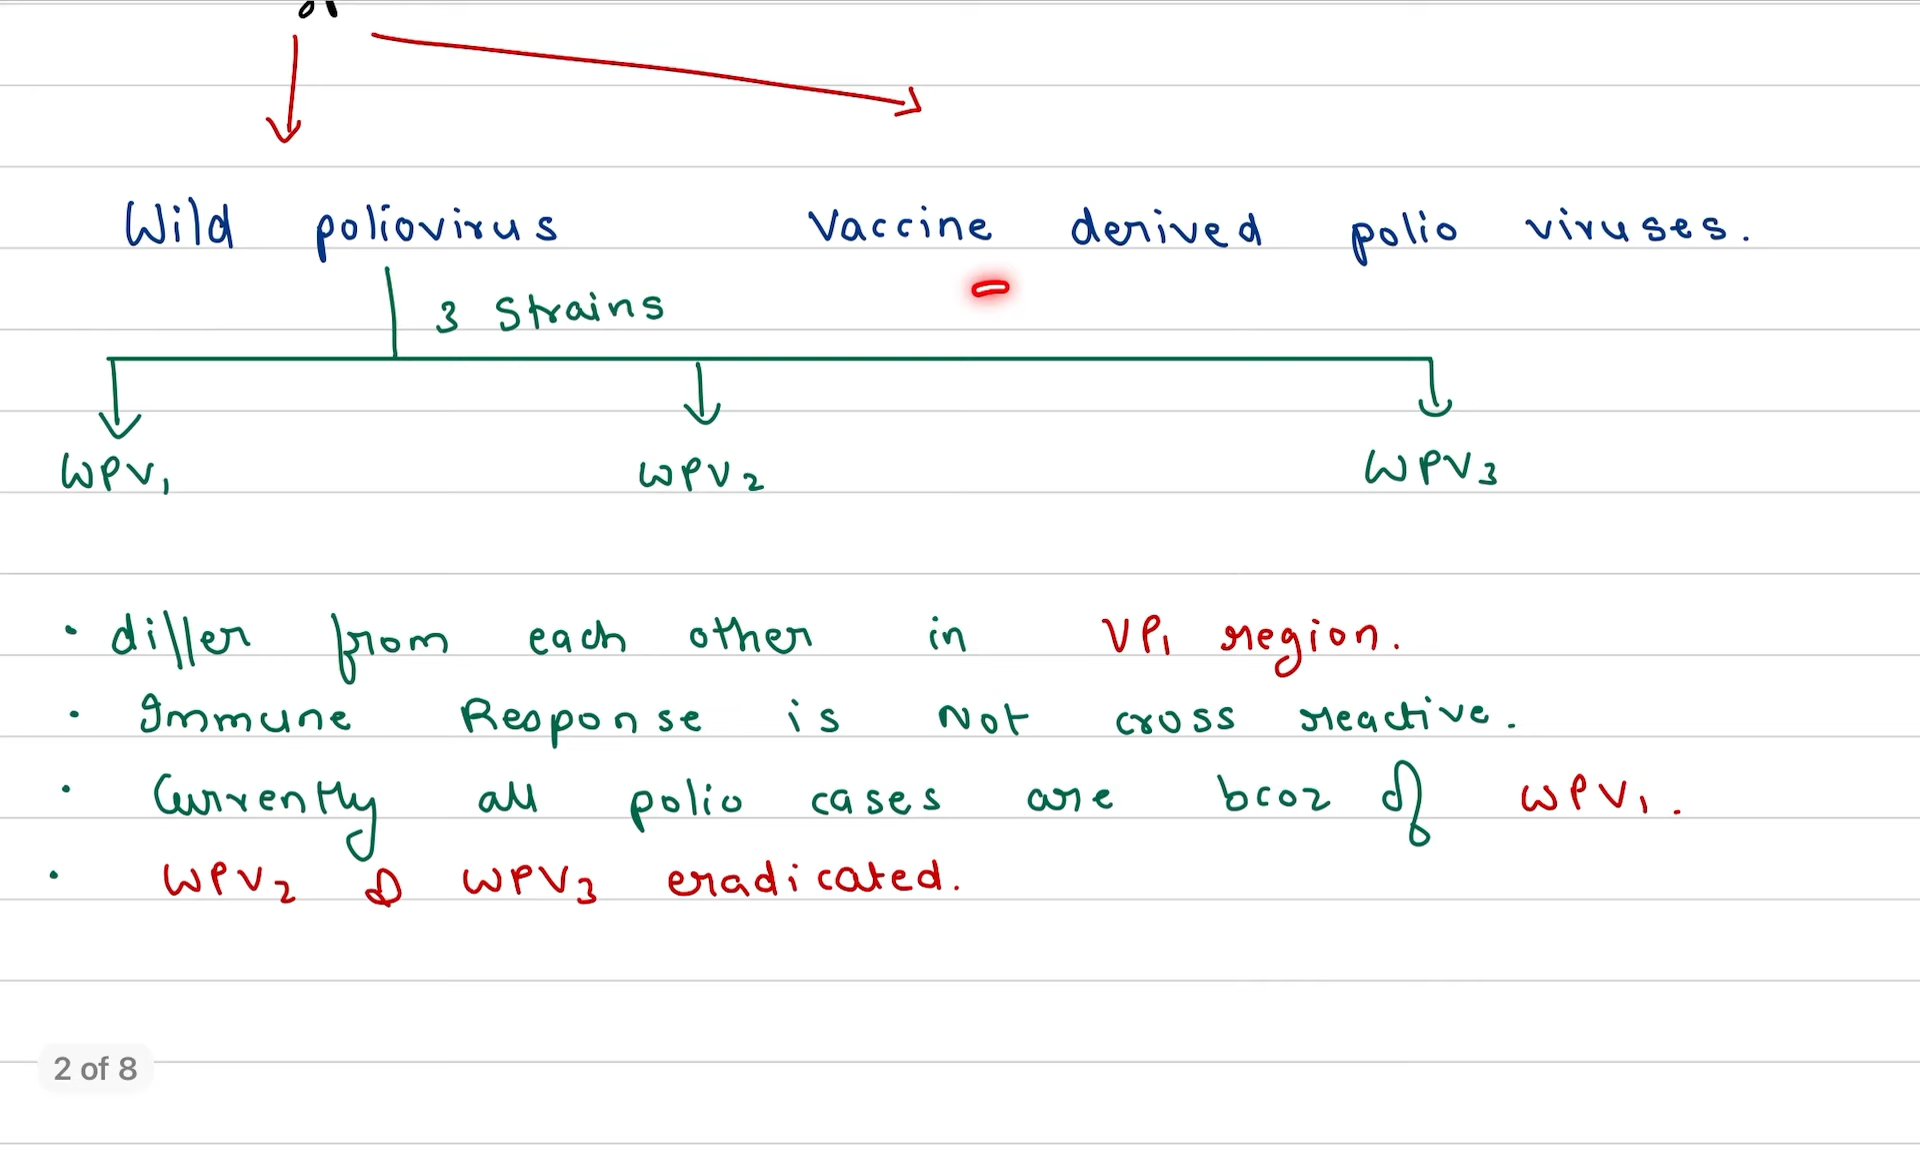 Wild poliovirus Vaccine derived polio viruses.
3 Strains
WPV1 WPV2 WPV3
• differ from each other in VP1 region.
• Immune Response is Not cross reactive.
• Currently all polio cases are bcoz of WPV1.
• WPV2 & WPV3 eradicated.
2 of 8